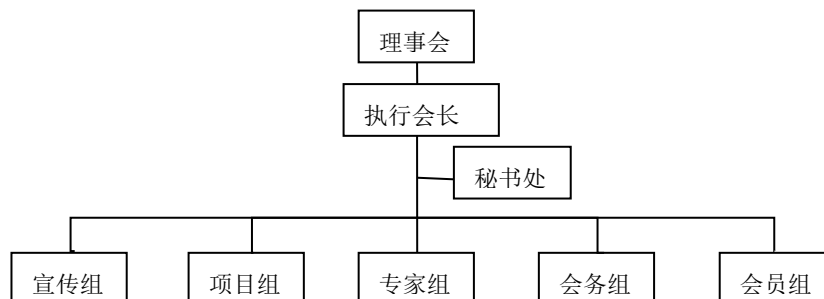 理事会
执行会长
秘书处
宣传组
项目组
专家组
会务组
会员组